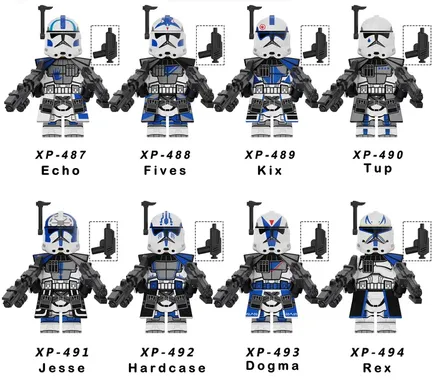 XP-487
Echo
XP-488
Fives
XP-489
Kix
XP-490
Tup
XP-491
Jesse
XP-492
Hardcase
XP-493
Dogma
XP-494
Rex